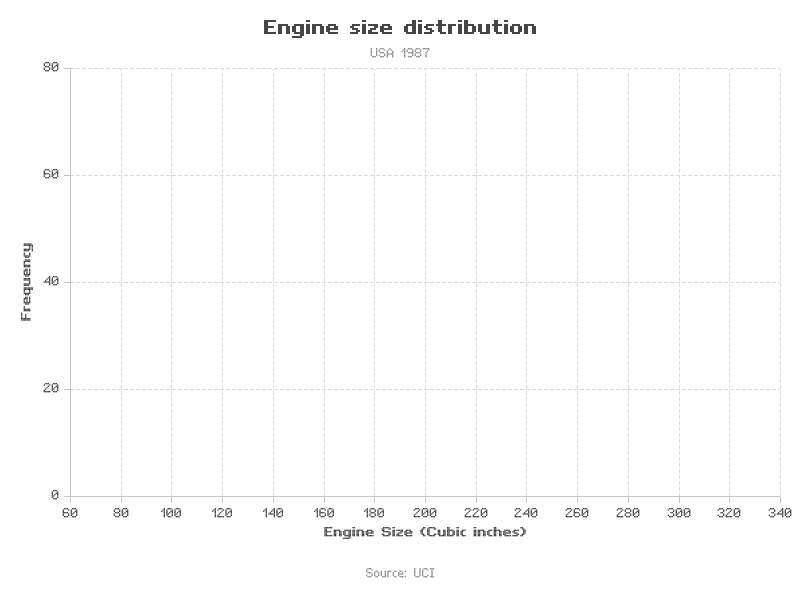 Engine size distribution
USA 1987
80
60
40
20
0
Frequency
60 80 100 120 140 160 180 200 220 240 260 280 300 320 340
Engine Size (Cubic inches)
Source: UCI